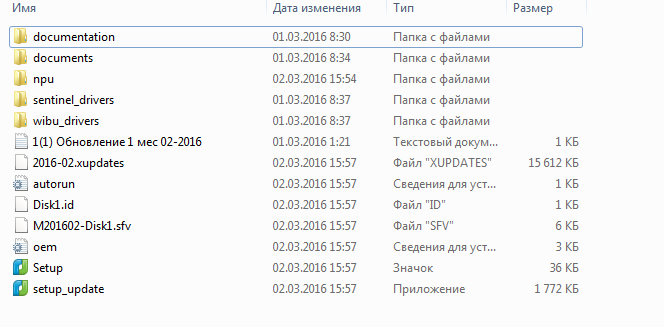 Имя Дата изменения Тип Размер
documentation 01.03.2016 8:30 Папка с файлами
documents 01.03.2016 8:34 Папка с файлами
npu 02.03.2016 15:54 Папка с файлами
sentinel_drivers 01.03.2016 8:37 Папка с файлами
wibu_drivers 01.03.2016 8:37 Папка с файлами
1(1) Обновление 1 мес 02-2016 01.03.2016 1:21 Текстовый докум... 1 КБ
2016-02.xupdates 02.03.2016 15:57 Файл "XUPDATES" 15 612 КБ
autorun 02.03.2016 15:57 Сведения для уст... 1 КБ
Disk1.id 02.03.2016 15:57 Файл "ID" 1 КБ
M201602-Disk1.sfv 02.03.2016 15:57 Файл "SFV" 6 КБ
oem 02.03.2016 15:57 Сведения для уст... 3 КБ
Setup 02.03.2016 15:57 Значок 36 КБ
setup_update 02.03.2016 15:57 Приложение 1 772 КБ